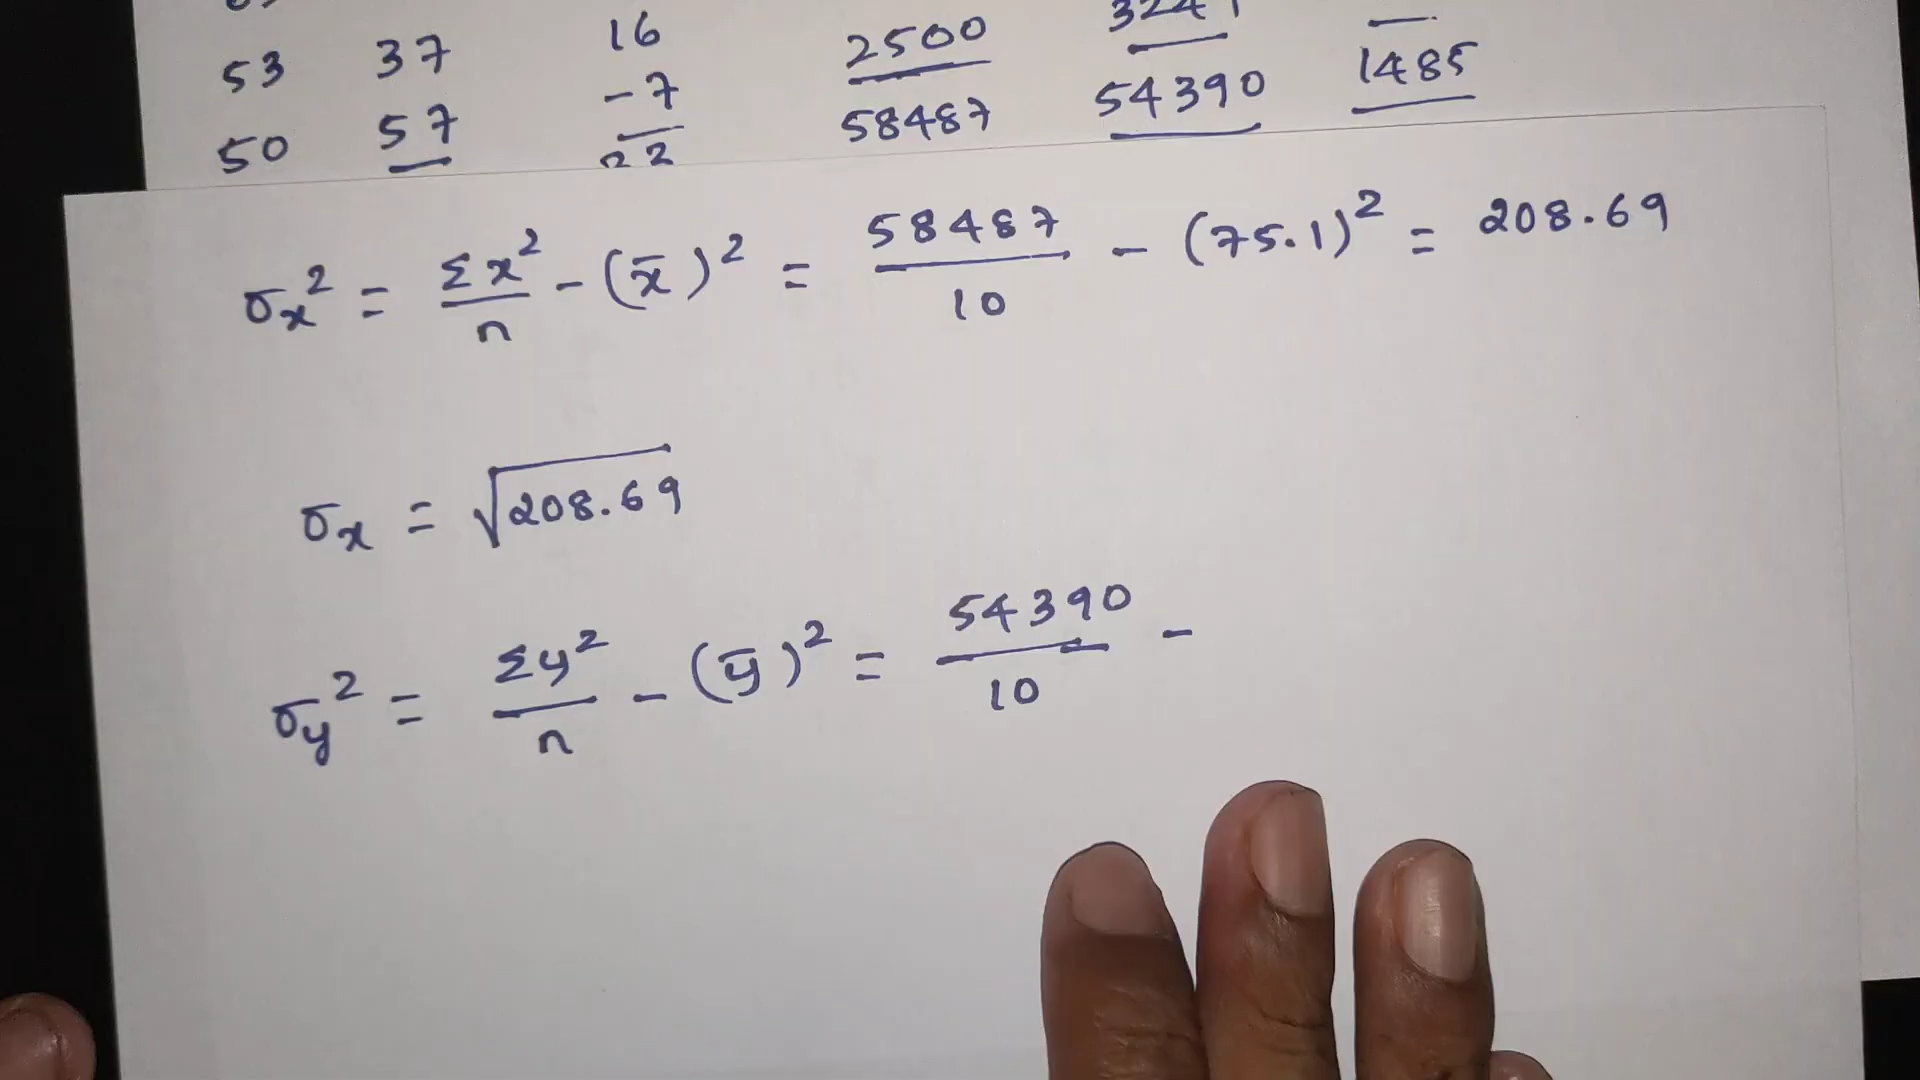 53 37 16 2500
50 57 -7 58487 54390 1485
22
σx² = Σx²/n - (x̄)² = 58487/10 - (75.1)² = 208.69
σx = √208.69
σy² = Σy²/n - (ȳ)² = 54390/10 -